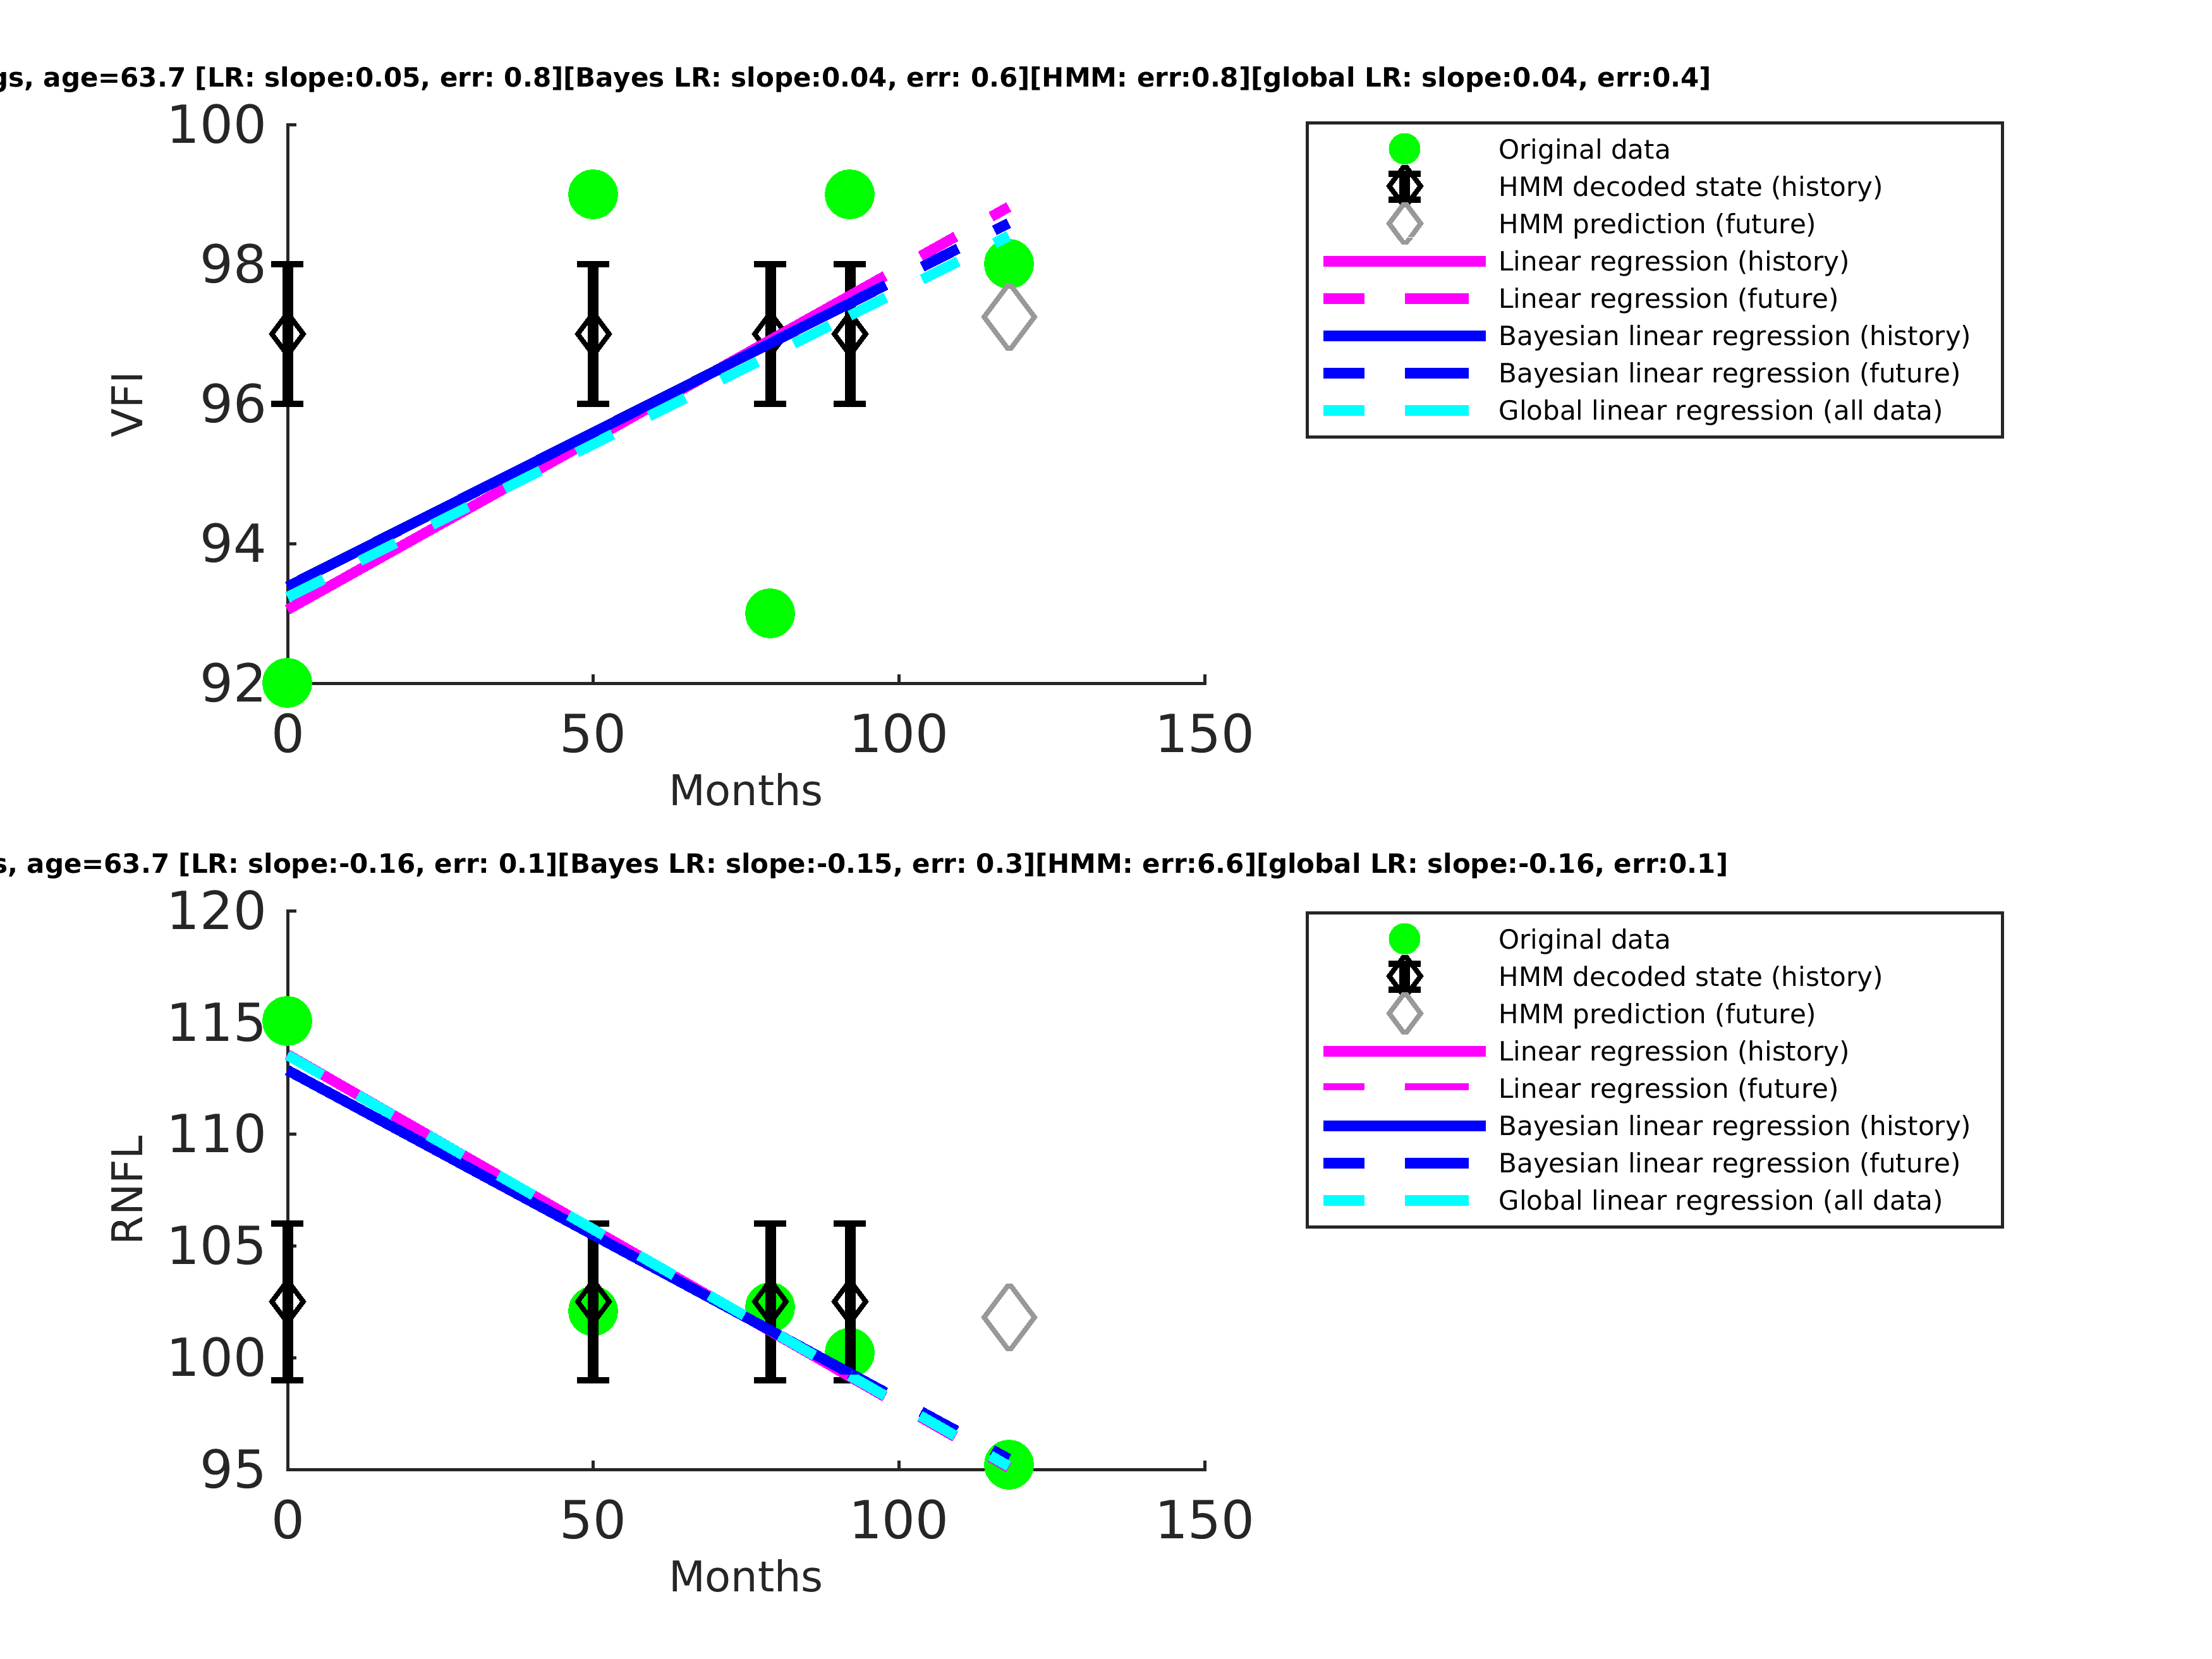 gs, age=63.7 [LR: slope:0.05, err: 0.8][Bayes LR: slope:0.04, err: 0.6][HMM: err:0.8][global LR: slope:0.04, err:0.4]
100
98
96
94
92
VFI
0 50 100 150
Months
Original data
HMM decoded state (history)
HMM prediction (future)
Linear regression (history)
Linear regression (future)
Bayesian linear regression (history)
Bayesian linear regression (future)
Global linear regression (all data)
s, age=63.7 [LR: slope:-0.16, err: 0.1][Bayes LR: slope:-0.15, err: 0.3][HMM: err:6.6][global LR: slope:-0.16, err:0.1]
120
115
110
105
100
95
RNFL
0 50 100 150
Months
Original data
HMM decoded state (history)
HMM prediction (future)
Linear regression (history)
Linear regression (future)
Bayesian linear regression (history)
Bayesian linear regression (future)
Global linear regression (all data)